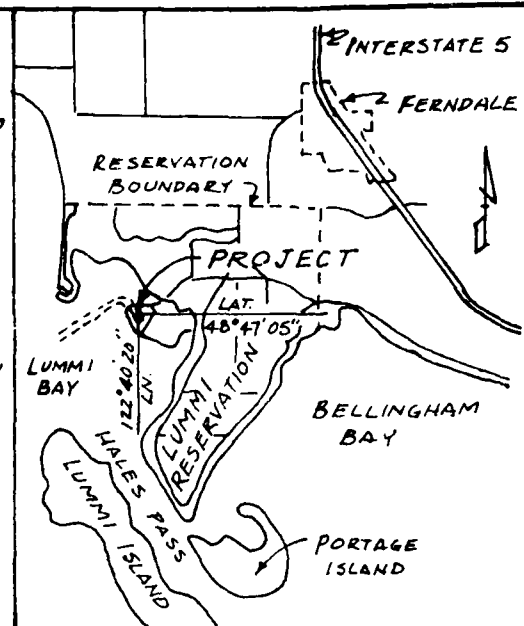 INTERSTATE 5
FERNDALE
RESERVATION
BOUNDARY
PROJECT
LAT.
48°47'05"
122°40'20"
LN.
LUMMI
BAY
LUMMI
RESERVATION
BELLINGHAM
BAY
HALES PASS
LUMMI ISLAND
PORTAGE
ISLAND